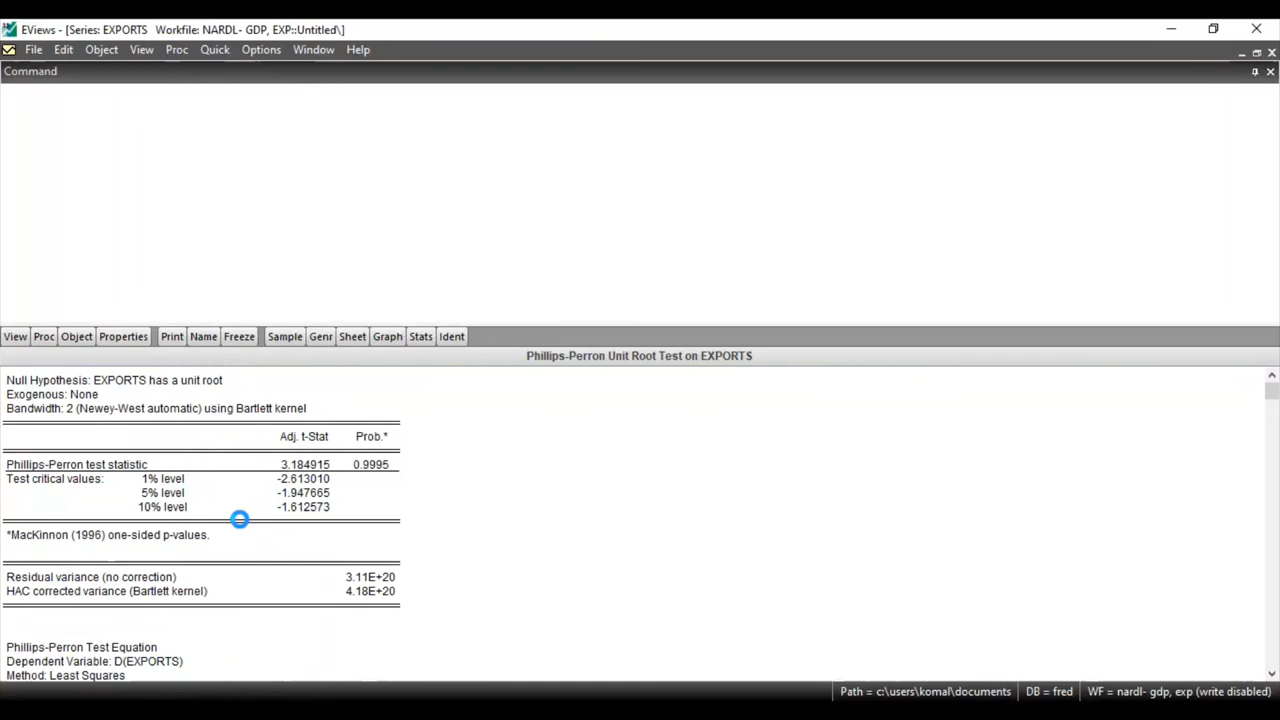 EViews - [Series: EXPORTS Workfile: NARDL- GDP, EXP::Untitled\]
File Edit Object View Proc Quick Options Window Help
Command
View Proc Object Properties Print Name Freeze Sample Genr Sheet Graph Stats Ident
Phillips-Perron Unit Root Test on EXPORTS
Null Hypothesis: EXPORTS has a unit root
Exogenous: None
Bandwidth: 2 (Newey-West automatic) using Bartlett kernel
Adj. t-Stat Prob.*
Phillips-Perron test statistic 3.184915 0.9995
Test critical values: 1% level -2.613010
5% level -1.947665
10% level -1.612573
*MacKinnon (1996) one-sided p-values.
Residual variance (no correction) 3.11E+20
HAC corrected variance (Bartlett kernel) 4.18E+20
Phillips-Perron Test Equation
Dependent Variable: D(EXPORTS)
Method: Least Squares
Path = c:\users\komal\documents DB = fred WF = nardl- gdp, exp (write disabled)